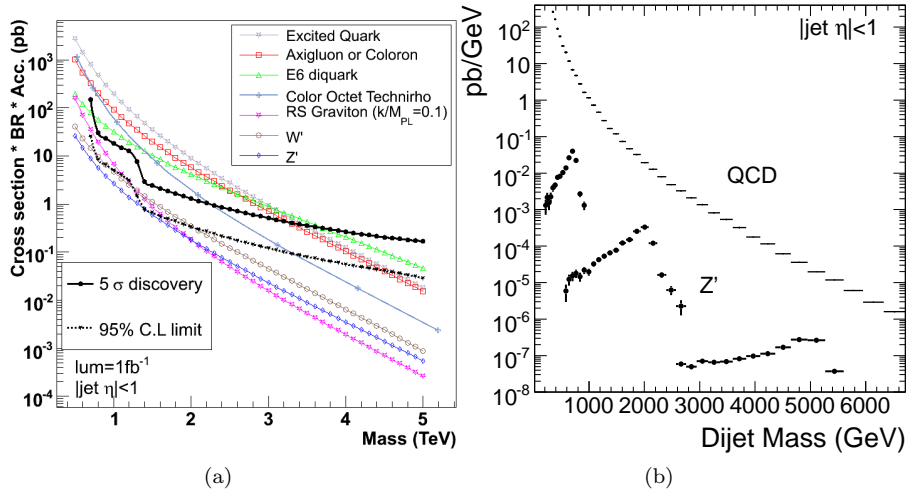 Cross section * BR * Acc. (pb)
10^3
10^2
10
1
10^-1
10^-2
10^-3
10^-4
Excited Quark
Axigluon or Coloron
E6 diquark
Color Octet Technirho
RS Graviton (k/M_PL=0.1)
W'
Z'
5 σ discovery
95% C.L limit
lum=1fb^-1
|jet η|<1
1 2 3 4 5
Mass (TeV)
(a)
pb/GeV
10^2
10
1
10^-1
10^-2
10^-3
10^-4
10^-5
10^-6
10^-7
10^-8
|jet η|<1
QCD
Z'
1000 2000 3000 4000 5000 6000
Dijet Mass (GeV)
(b)